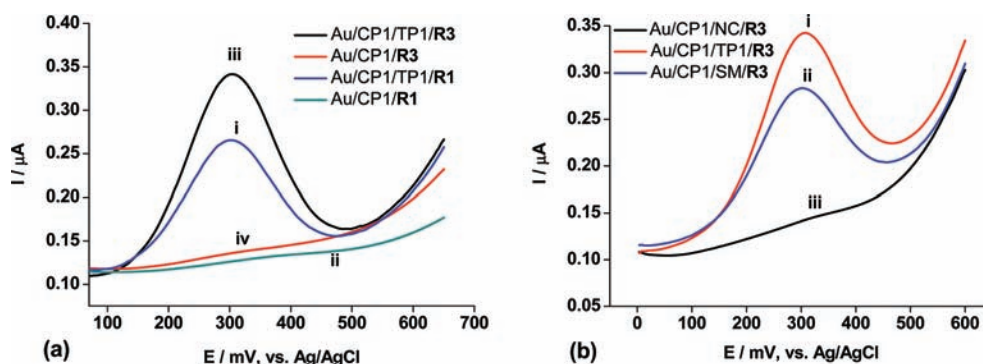 0.40
0.35
0.30
0.25
0.20
0.15
0.10
I / µA
iii
i
iv
ii
Au/CP1/TP1/R3
Au/CP1/R3
Au/CP1/TP1/R1
Au/CP1/R1
100 200 300 400 500 600 700
(a) E / mV, vs. Ag/AgCl
0.35
0.30
0.25
0.20
0.15
0.10
0.05
I / µA
Au/CP1/NC/R3
Au/CP1/TP1/R3
Au/CP1/SM/R3
i
ii
iii
0 100 200 300 400 500 600
(b) E / mV, vs. Ag/AgCl